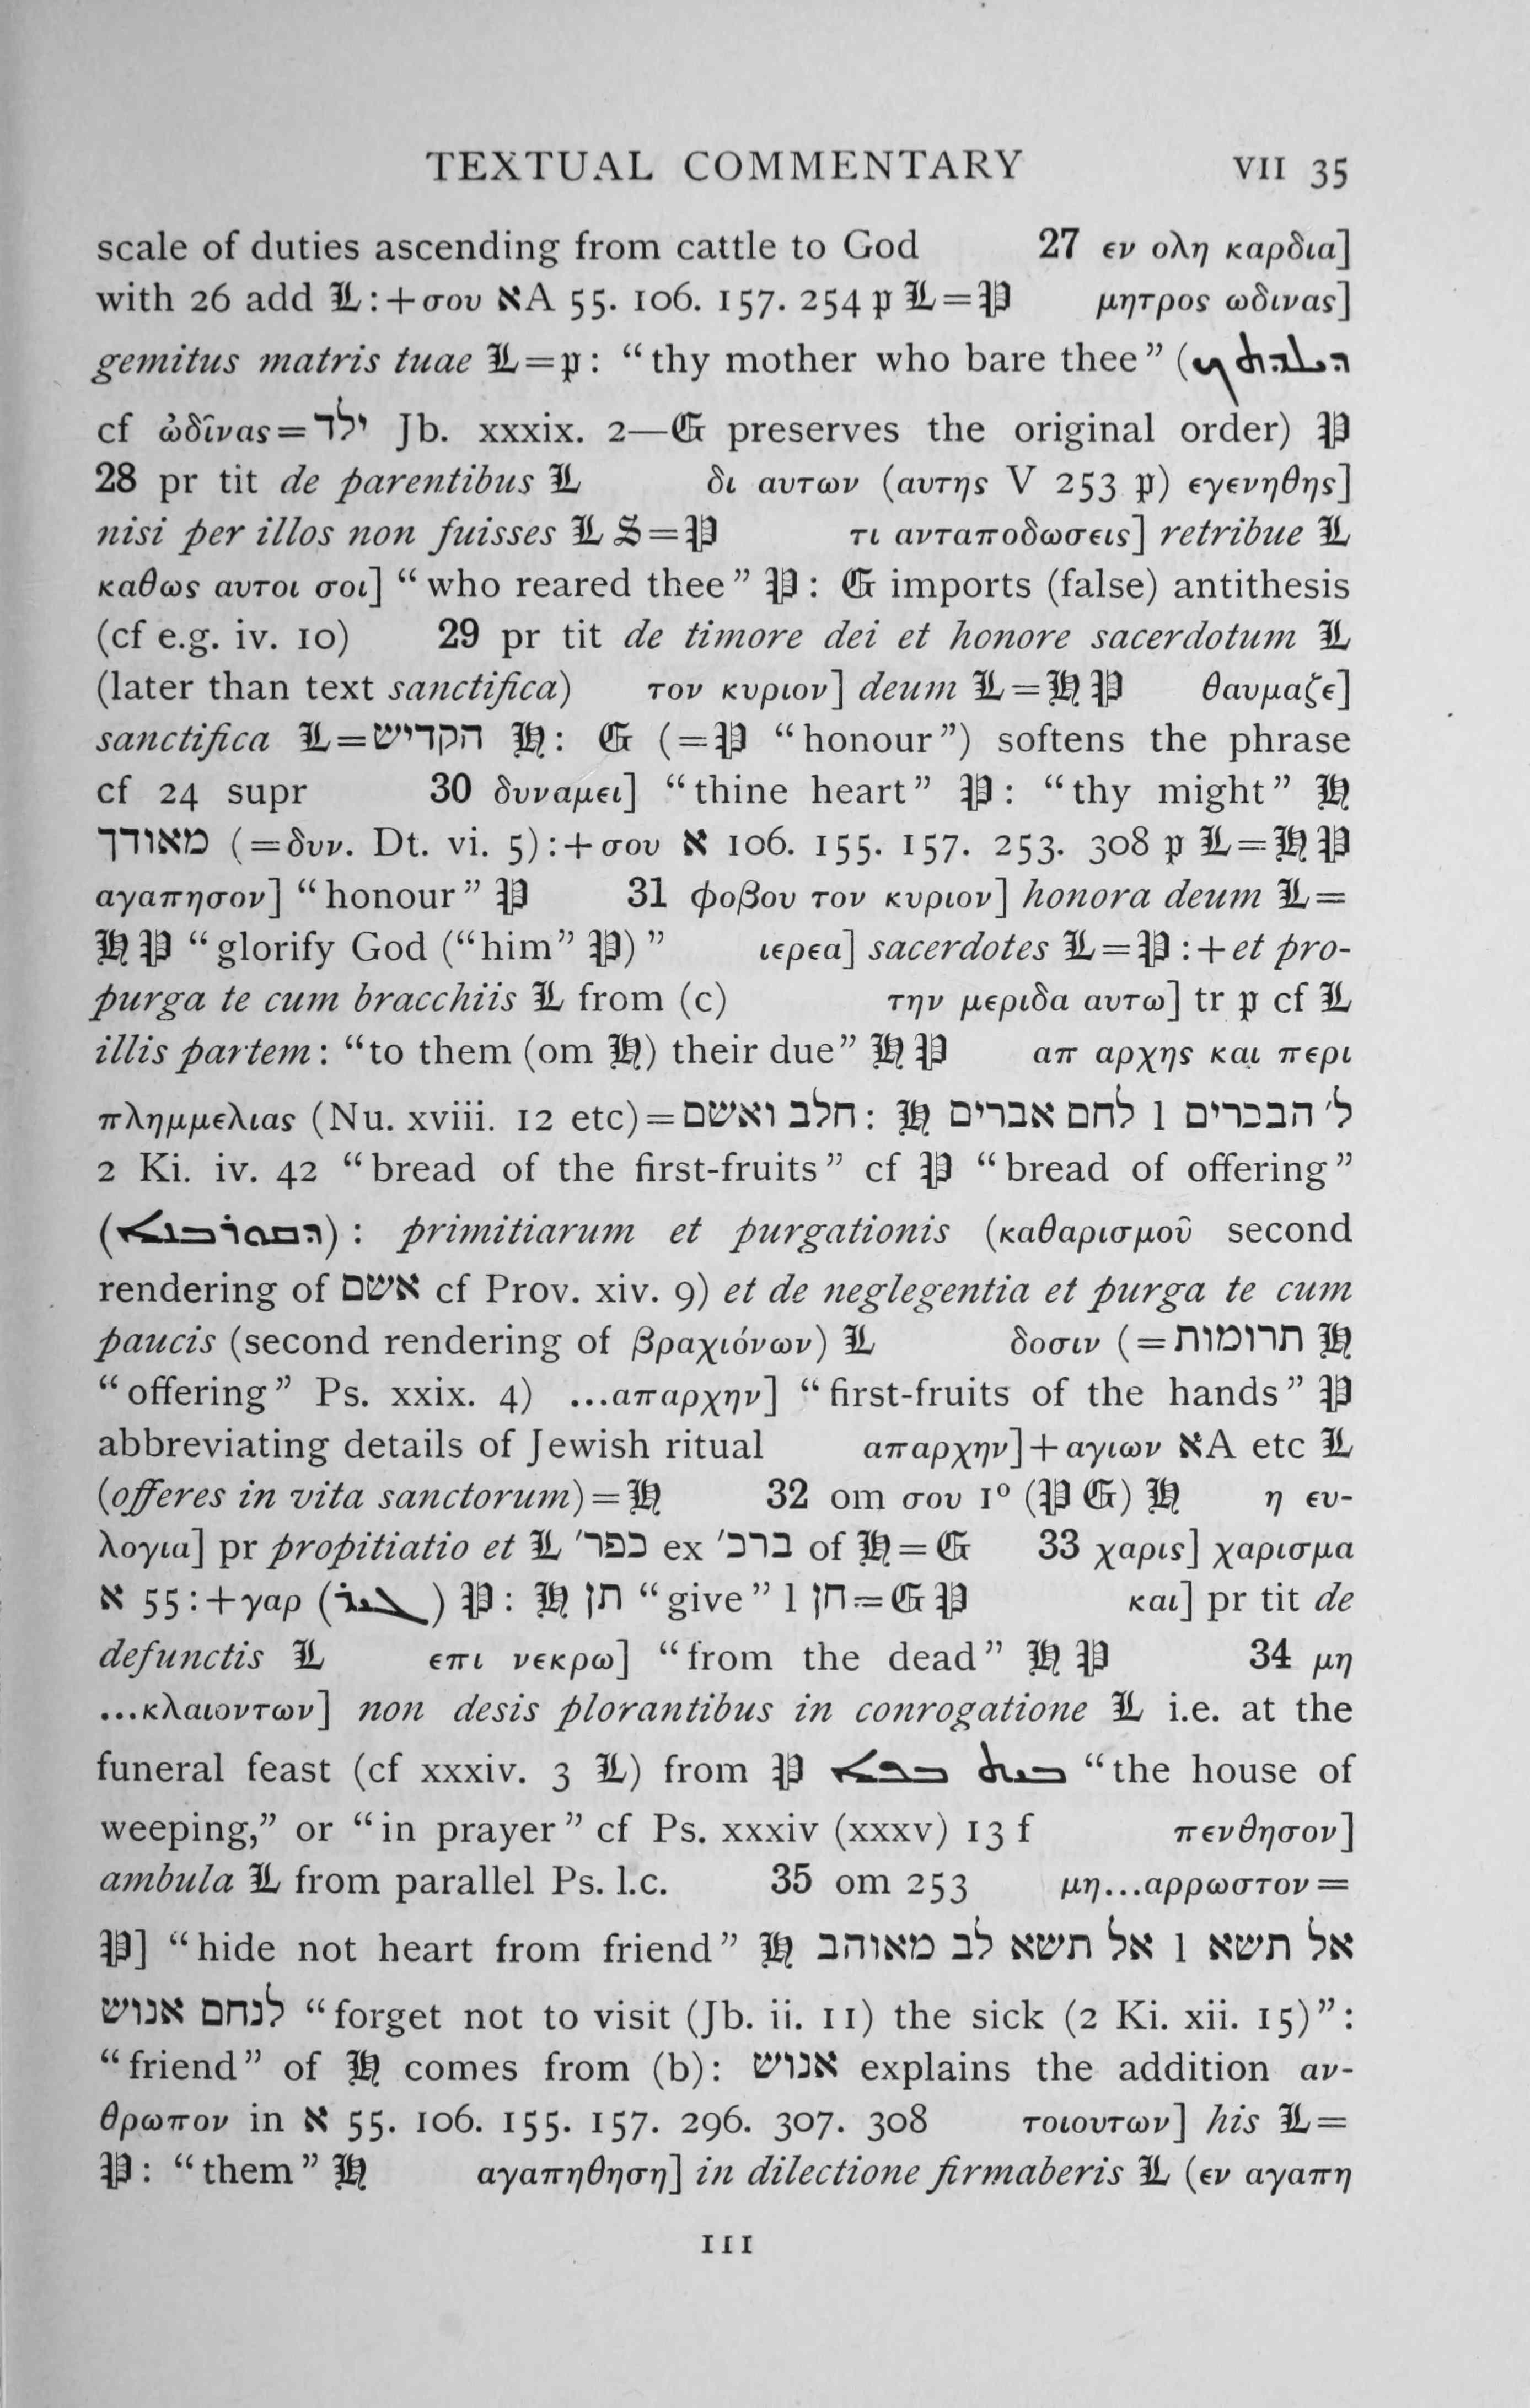 TEXTUAL COMMENTARY VII 35
scale of duties ascending from cattle to God 27 εν ολη καρδια]
with 26 add 𝕷 : + σου אA 55. 106. 157. 254 𝔭 𝕷 = 𝕻 μητρος ωδινας]
gemitus matris tuae 𝕷 = 𝔭 : “thy mother who bare thee” (
cf ὠδῖνας = ילד Jb. xxxix. 2—𝕲 preserves the original order) 𝕻
28 pr tit de parentibus 𝕷 δι αυτων (αυτης V 253 𝔭) εγενηθης]
nisi per illos non fuisses 𝕷 𝕾 = 𝕻 τι ανταποδωσεις] retribue 𝕷
καθως αυτοι σοι] “who reared thee” 𝕻 : 𝕲 imports (false) antithesis
(cf e.g. iv. 10) 29 pr tit de timore dei et honore sacerdotum 𝕷
(later than text sanctifica) τον κυριον] deum 𝕷 = 𝕳 𝕻 θαυμαζε]
sanctifica 𝕷 = הקדיש 𝕳 : 𝕲 (= 𝕻 “honour”) softens the phrase
cf 24 supr 30 δυναμει] “thine heart” 𝕻 : “thy might” 𝕳
מאודך (= δυν. Dt. vi. 5) : + σου א 106. 155. 157. 253. 308 𝔭 𝕷 = 𝕳 𝕻
αγαπησον] “honour” 𝕻 31 φοβου τον κυριον] honora deum 𝕷 =
𝕳 𝕻 “glorify God (“him” 𝕻)” ιερεα] sacerdotes 𝕷 = 𝕻 : + et pro-
purga te cum bracchiis 𝕷 from (c) την μεριδα αυτω] tr 𝔭 cf 𝕷
illis partem : “to them (om 𝕳) their due” 𝕳 𝕻 απ αρχης και περι
πλημμελιας (Nu. xviii. 12 etc) = חלב ואשם : 𝕳 לחם אברים l ל׳ הבכרים
2 Ki. iv. 42 “bread of the first-fruits” cf 𝕻 “bread of offering”
(ܕܩܘܪܒܢܐ) : primitiarum et purgationis (καθαρισμοῦ second
rendering of אשם cf Prov. xiv. 9) et de neglegentia et purga te cum
paucis (second rendering of βραχιόνων) 𝕷 δοσιν (= תרומות 𝕳
“offering” Ps. xxix. 4) ...απαρχην] “first-fruits of the hands” 𝕻
abbreviating details of Jewish ritual απαρχην] + αγιων אA etc 𝕷
(offeres in vita sanctorum) = 𝕳 32 om σου 1⁰ (𝕻 𝕲) 𝕳 η ευ-
λογια] pr propitiatio et 𝕷 כפר׳ ex ברכ׳ of 𝕳 = 𝕲 33 χαρις] χαρισμα
א 55 : + γαρ ( ) 𝕻 : 𝕳 תן “give” l חן = 𝕲 𝕻 και] pr tit de
defunctis 𝕷 επι νεκρω] “from the dead” 𝕳 𝕻 34 μη
...κλαιοντων] non desis plorantibus in conrogatione 𝕷 i.e. at the
funeral feast (cf xxxiv. 3 𝕷) from 𝕻 ܒܝܬ ܒܟܐ “the house of
weeping,” or “in prayer” cf Ps. xxxiv (xxxv) 13 f πενθησον]
ambula 𝕷 from parallel Ps. l.c. 35 om 253 μη...αρρωστον =
𝕻] “hide not heart from friend” 𝕳 אל תשא לב מאוהב l אל תשא
לנחם אנוש “forget not to visit (Jb. ii. 11) the sick (2 Ki. xii. 15)” :
“friend” of 𝕳 comes from (b) : אנוש explains the addition αν-
θρωπον in א 55. 106. 155. 157. 296. 307. 308 τοιουτων] his 𝕷 =
𝕻 : “them” 𝕳 αγαπηθηση] in dilectione firmaberis 𝕷 (εν αγαπη
111